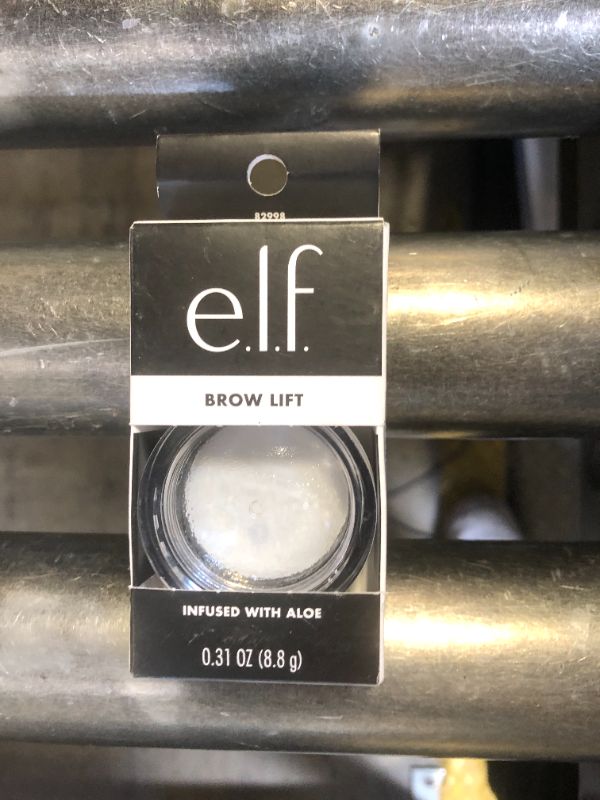 82998
e.l.f.
BROW LIFT
INFUSED WITH ALOE
0.31 OZ (8.8 g)